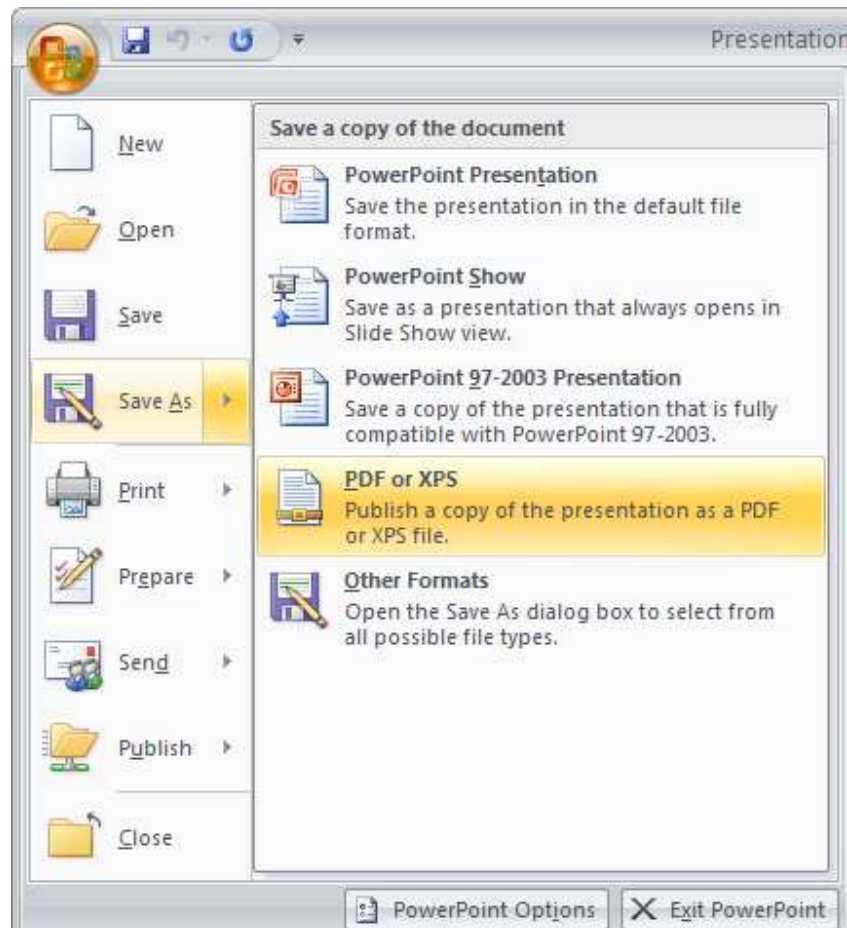 Presentation
New
Open
Save
Save As
Print
Prepare
Send
Publish
Close
Save a copy of the document
PowerPoint Presentation
Save the presentation in the default file
format.
PowerPoint Show
Save as a presentation that always opens in
Slide Show view.
PowerPoint 97-2003 Presentation
Save a copy of the presentation that is fully
compatible with PowerPoint 97-2003.
PDF or XPS
Publish a copy of the presentation as a PDF
or XPS file.
Other Formats
Open the Save As dialog box to select from
all possible file types.
PowerPoint Options
Exit PowerPoint